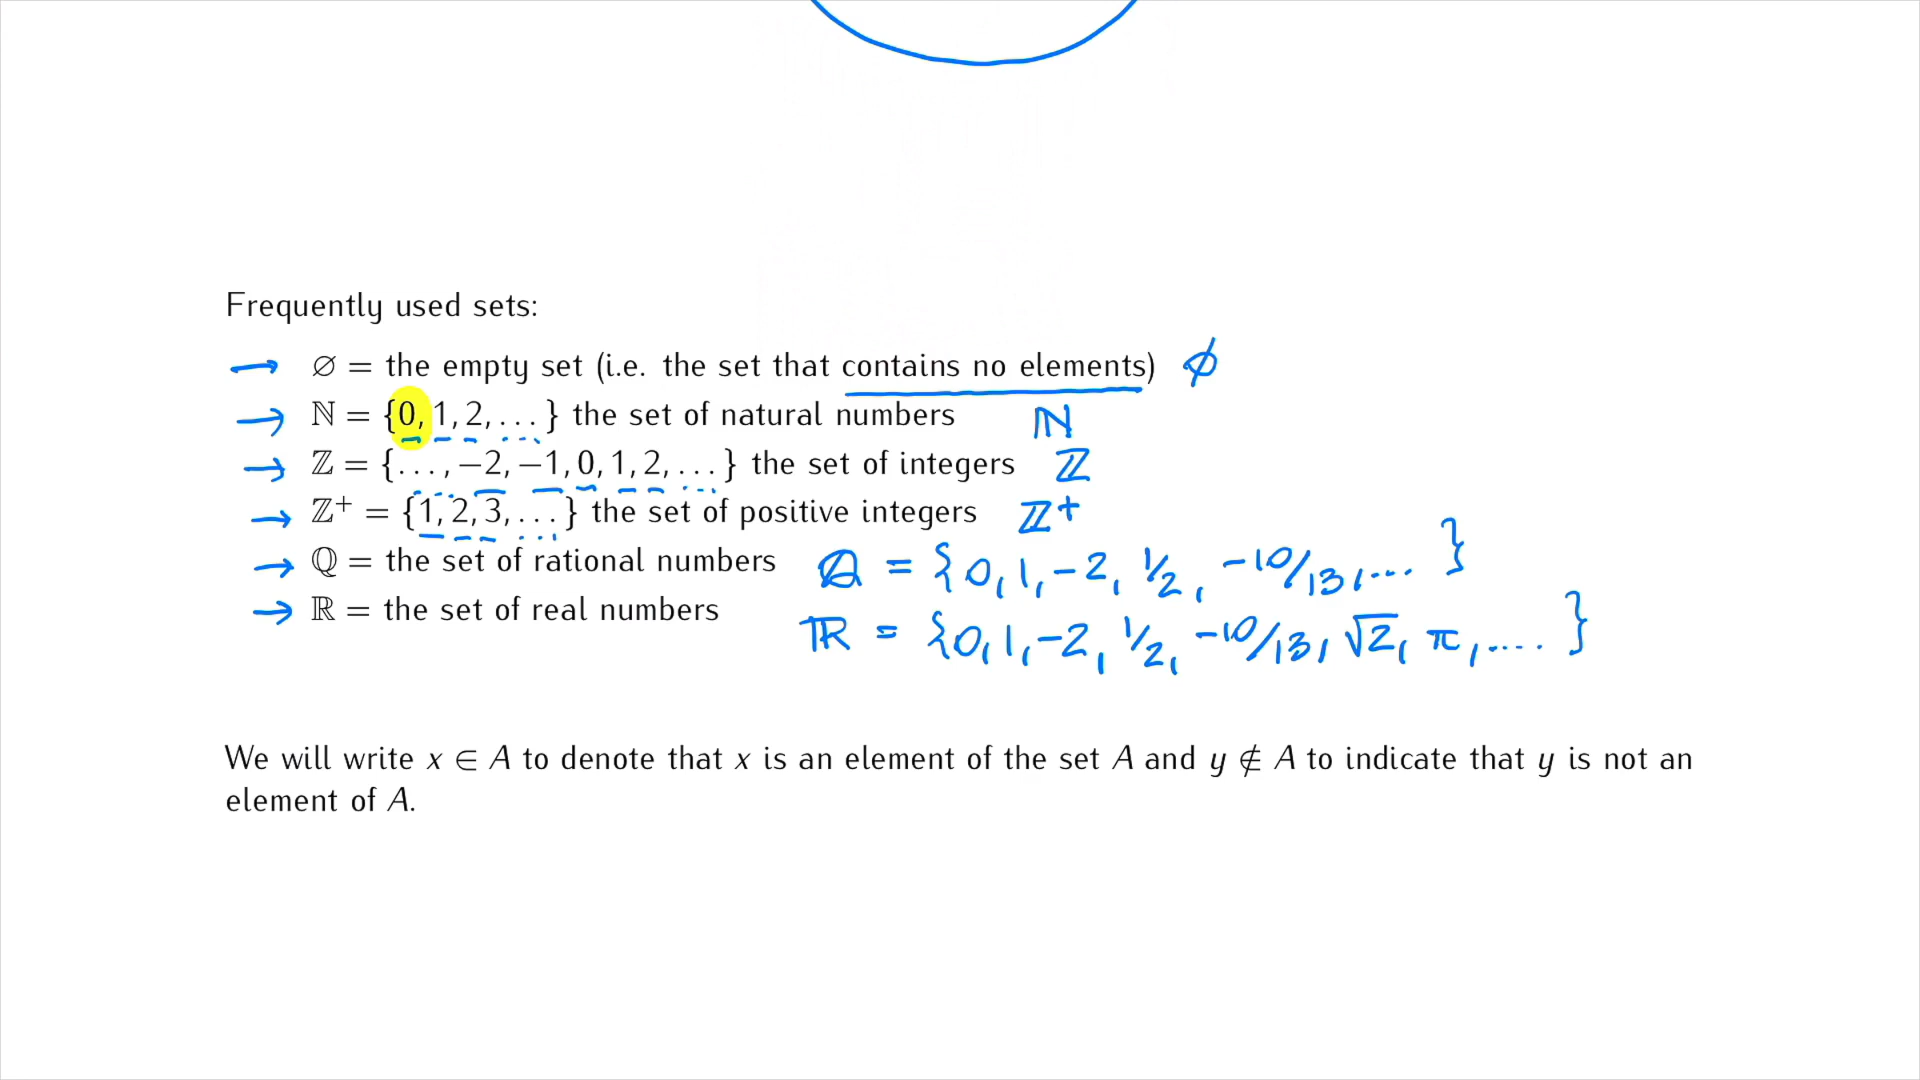 Frequently used sets:
→ ∅ = the empty set (i.e. the set that contains no elements) ∅
→ ℕ = {0, 1, 2, . . . } the set of natural numbers ℕ
→ ℤ = {. . . , −2, −1, 0, 1, 2, . . . } the set of integers ℤ
→ ℤ⁺ = {1, 2, 3, . . . } the set of positive integers ℤ⁺
→ ℚ = the set of rational numbers ℚ = {0, 1, −2, 1/2, −10/13, ... }
→ ℝ = the set of real numbers ℝ = {0, 1, −2, 1/2, −10/13, √2, π, .... }
We will write x ∈ A to denote that x is an element of the set A and y ∉ A to indicate that y is not an
element of A.